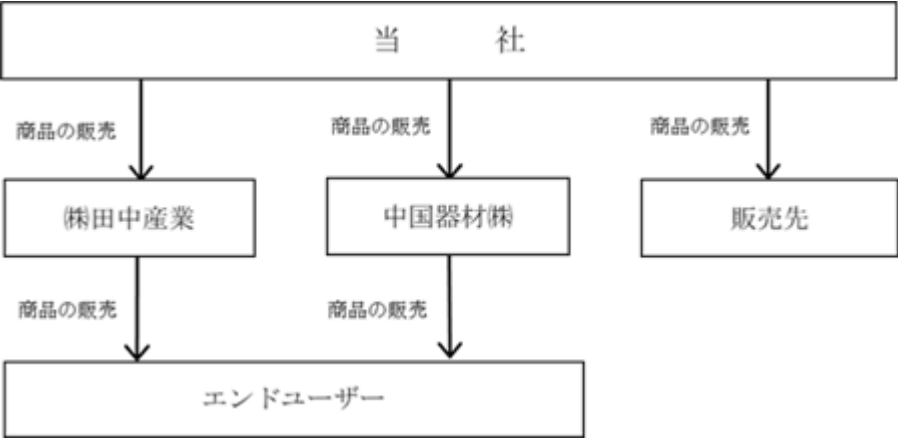 当　社
商品の販売
商品の販売
商品の販売
㈱田中産業
中国器材㈱
販売先
商品の販売
商品の販売
エンドユーザー